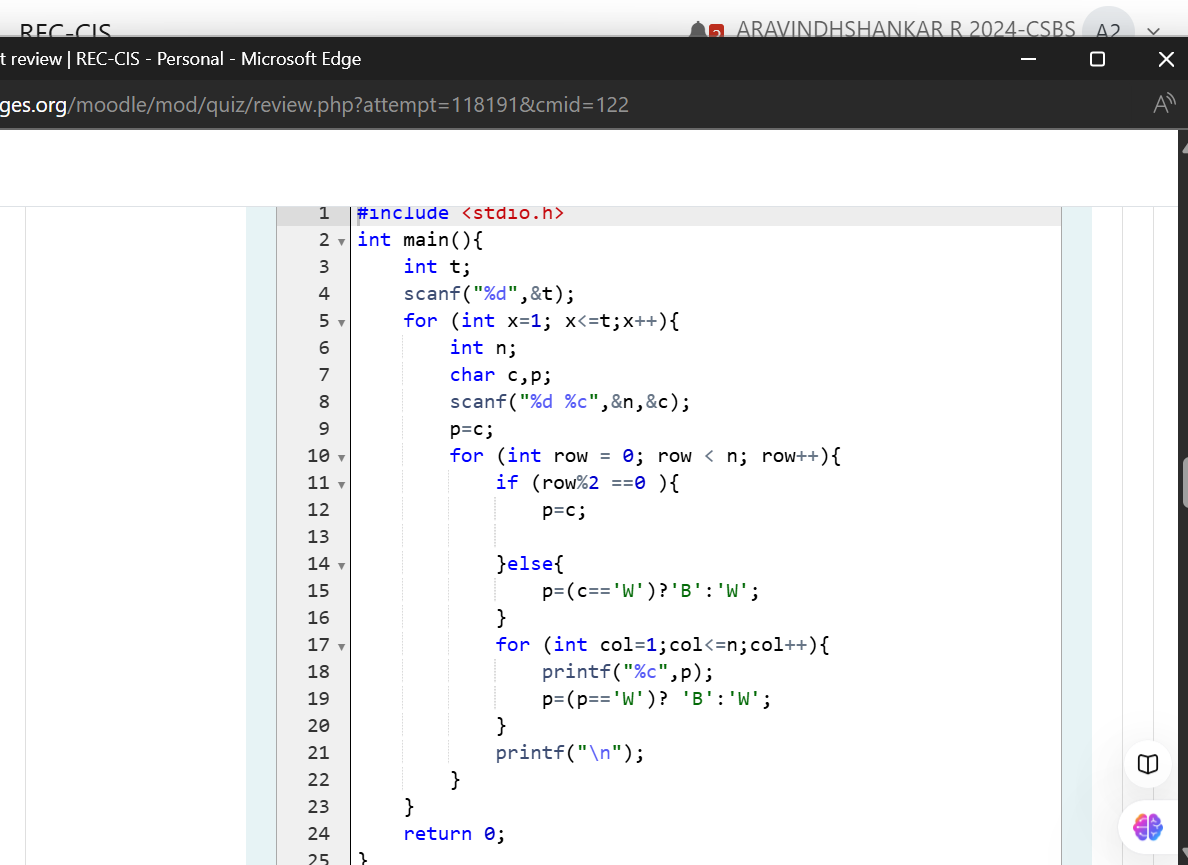 REC-CIS
2 ARAVINDHSHANKAR R 2024-CSBS A2
t review | REC-CIS - Personal - Microsoft Edge
ges.org/moodle/mod/quiz/review.php?attempt=118191&cmid=122
1 #include <stdio.h>
2 int main(){
3 int t;
4 scanf("%d",&t);
5 for (int x=1; x<=t;x++){
6 int n;
7 char c,p;
8 scanf("%d %c",&n,&c);
9 p=c;
10 for (int row = 0; row < n; row++){
11 if (row%2 ==0 ){
12 p=c;
13
14 }else{
15 p=(c=='W')?'B':'W';
16 }
17 for (int col=1;col<=n;col++){
18 printf("%c",p);
19 p=(p=='W')? 'B':'W';
20 }
21 printf("\n");
22 }
23 }
24 return 0;
25 }